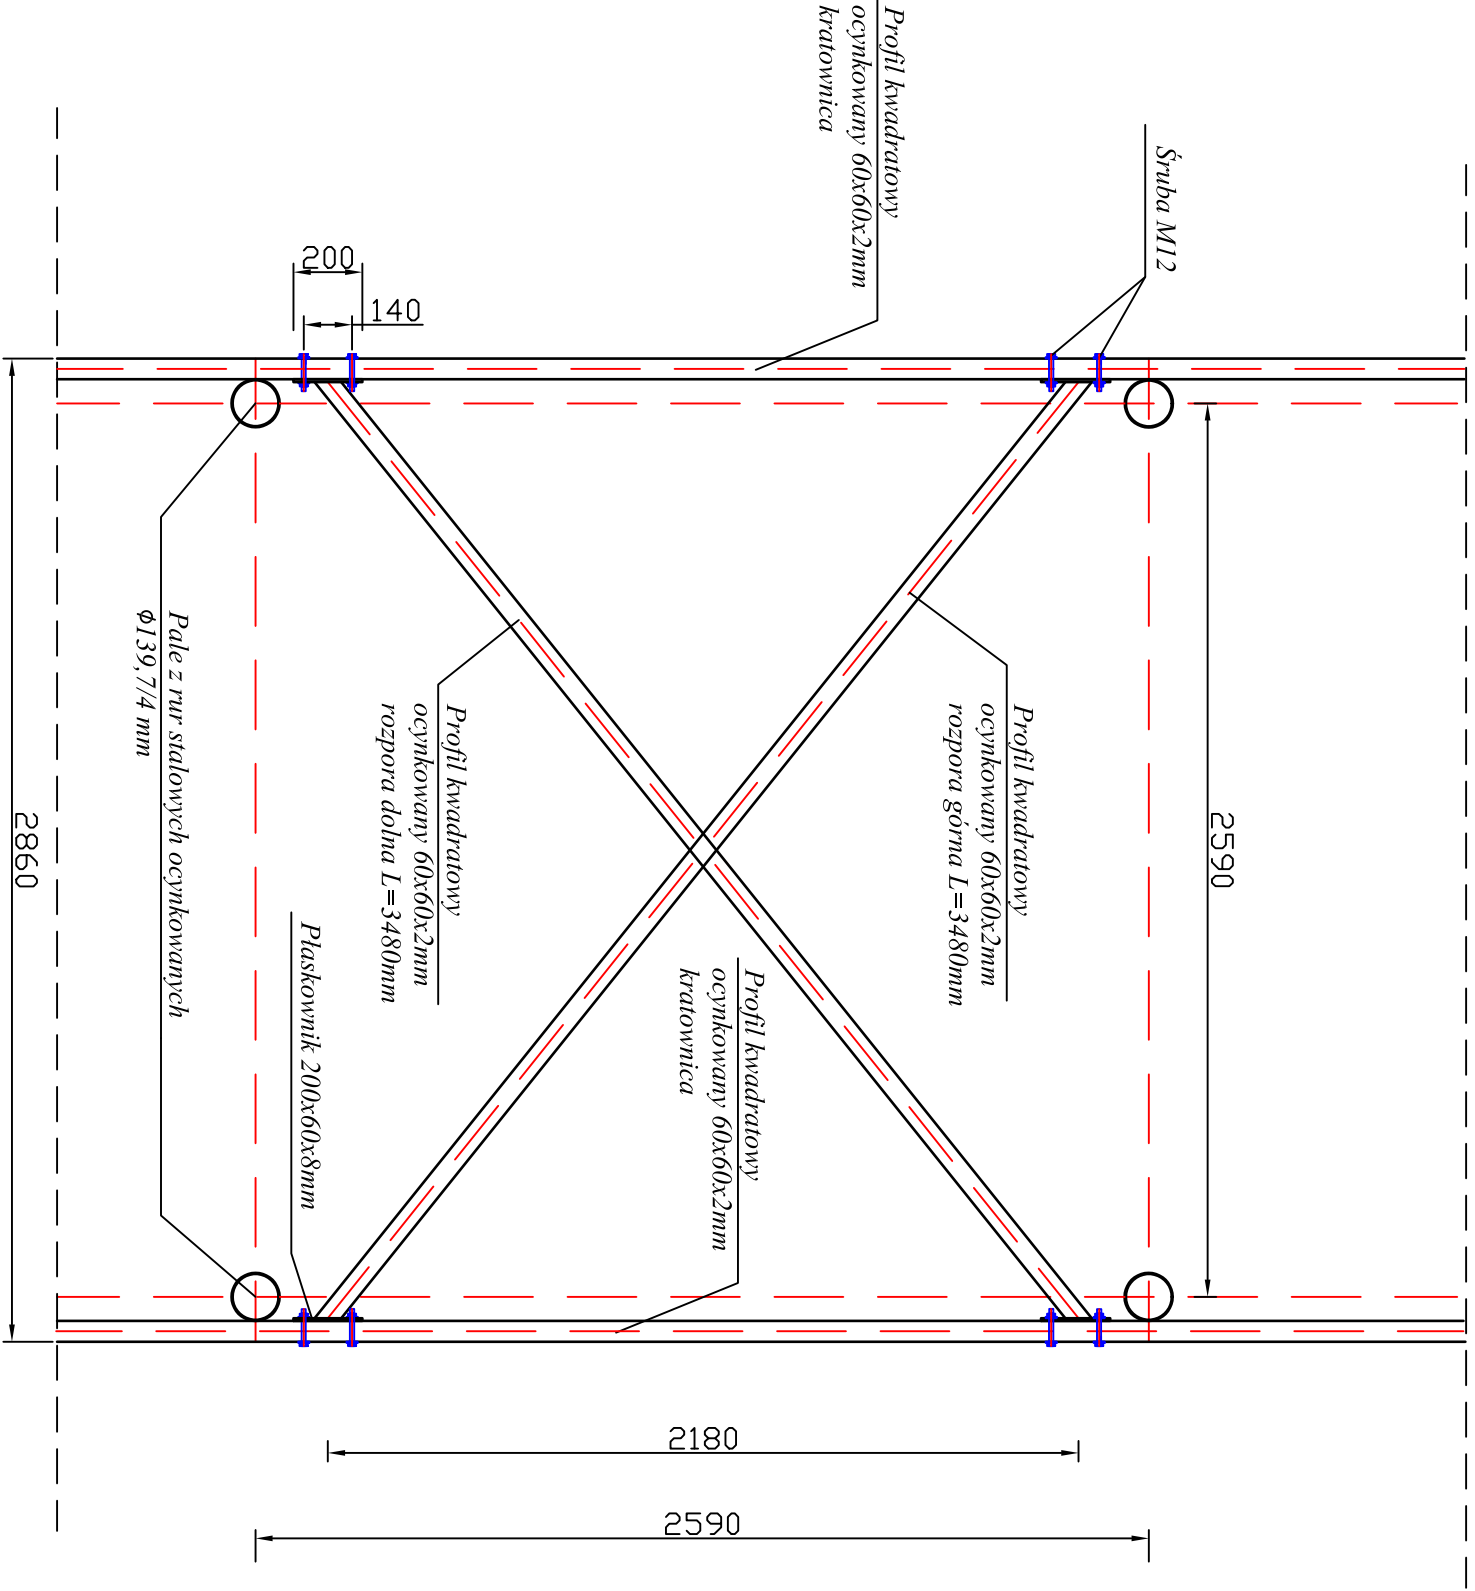 Profil kwadratowy
ocynkowany 60x60x2mm
kratownica
Śruba M12
200
140
2590
Profil kwadratowy
ocynkowany 60x60x2mm
rozpora górna L=3480mm
Profil kwadratowy
ocynkowany 60x60x2mm
rozpora dolna L=3480mm
Pale z rur stalowych ocynkowanych
ϕ139,7/4 mm
2860
Płaskownik 200x60x8mm
Profil kwadratowy
ocynkowany 60x60x2mm
kratownica
2180
2590